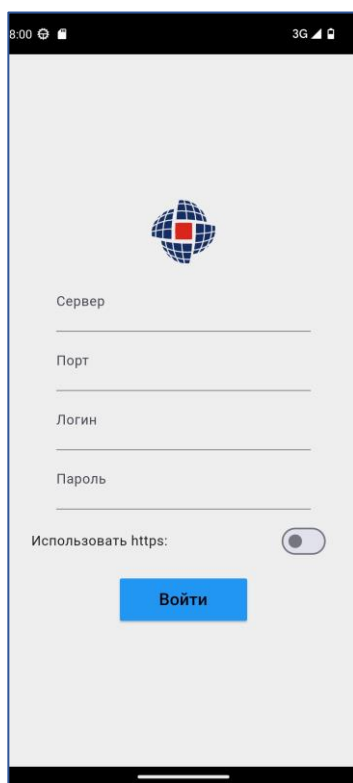 8:00 3G
Сервер
Порт
Логин
Пароль
Использовать https:
Войти